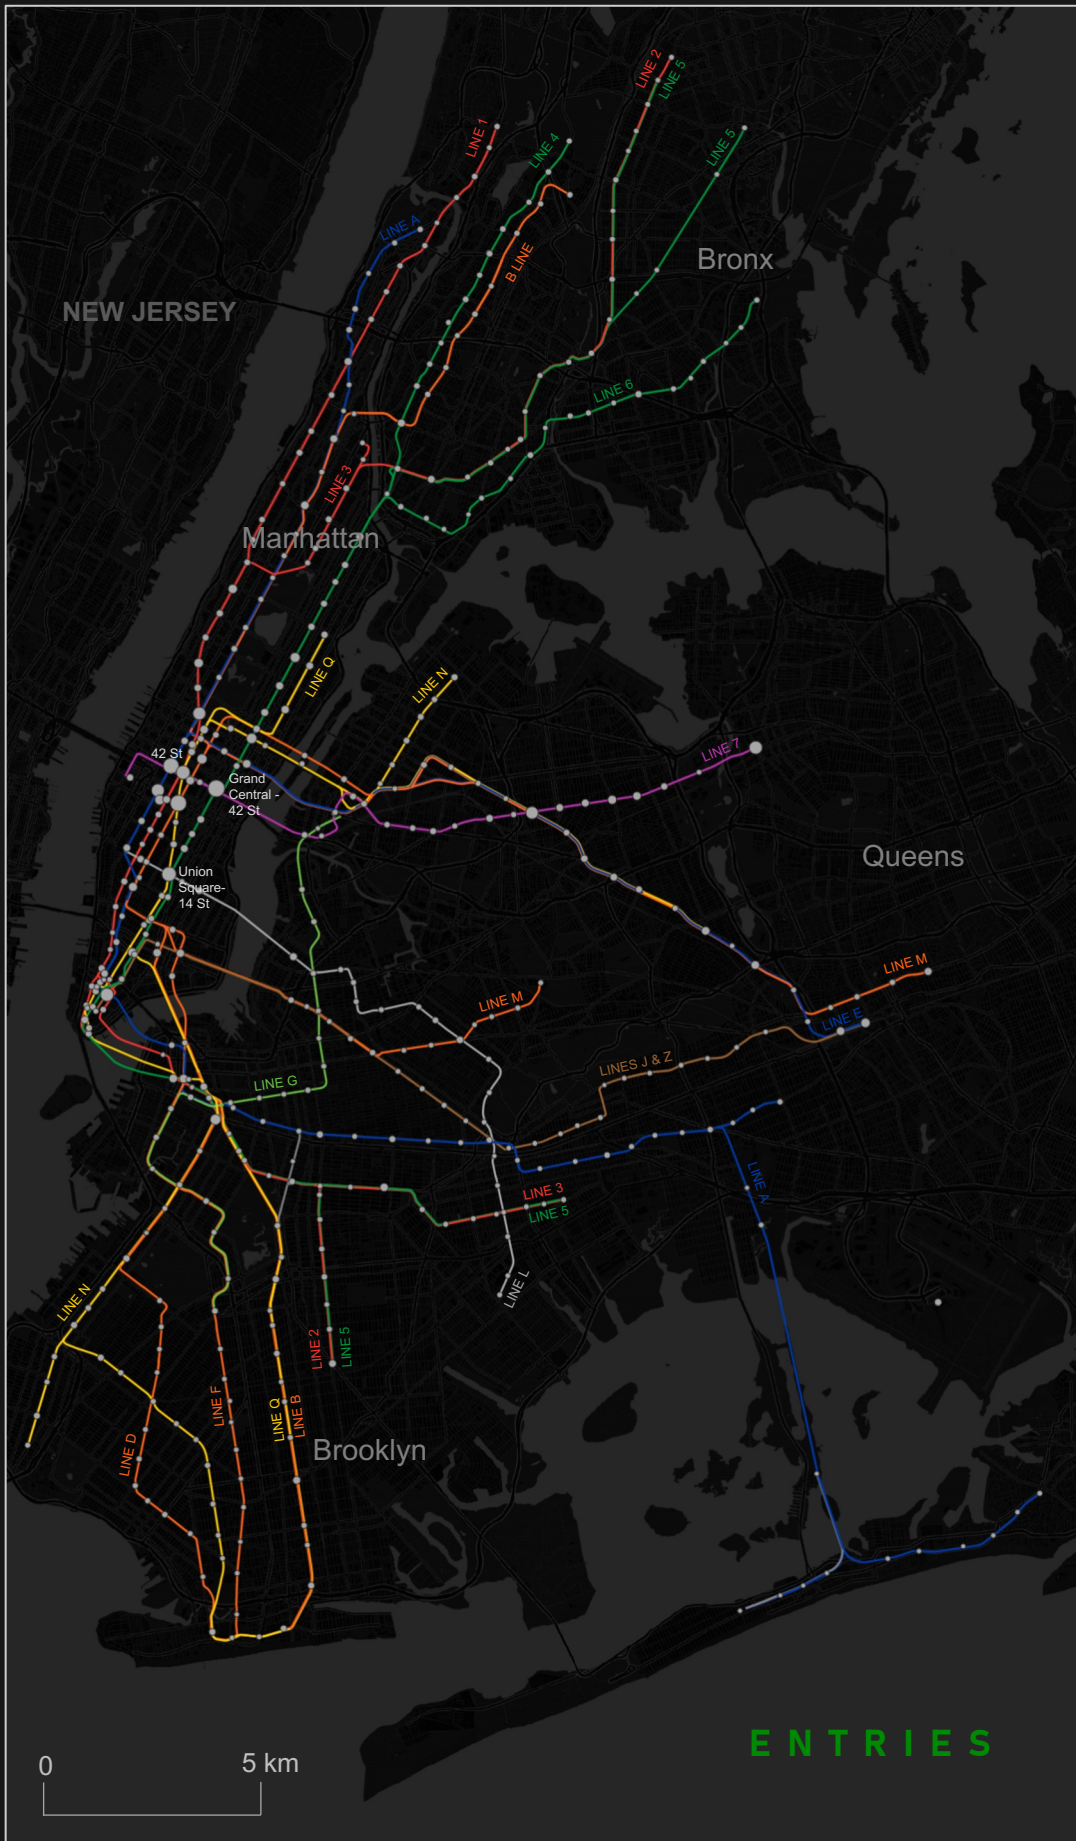 LINE 2
LINE 5
LINE 1
LINE 4
LINE 5
LINE A
B LINE
Bronx
NEW JERSEY
LINE 6
LINE 3
Manhattan
LINE Q
LINE N
LINE 7
42 St
Grand
Central -
42 St
Queens
Union
Square-
14 St
LINE M
LINE M
LINE E
LINES J & Z
LINE G
LINE A
LINE 3
LINE 5
LINE L
LINE N
LINE 2
LINE 5
LINE F
LINE Q
LINE B
LINE D
Brooklyn
ENTRIES
0
5 km